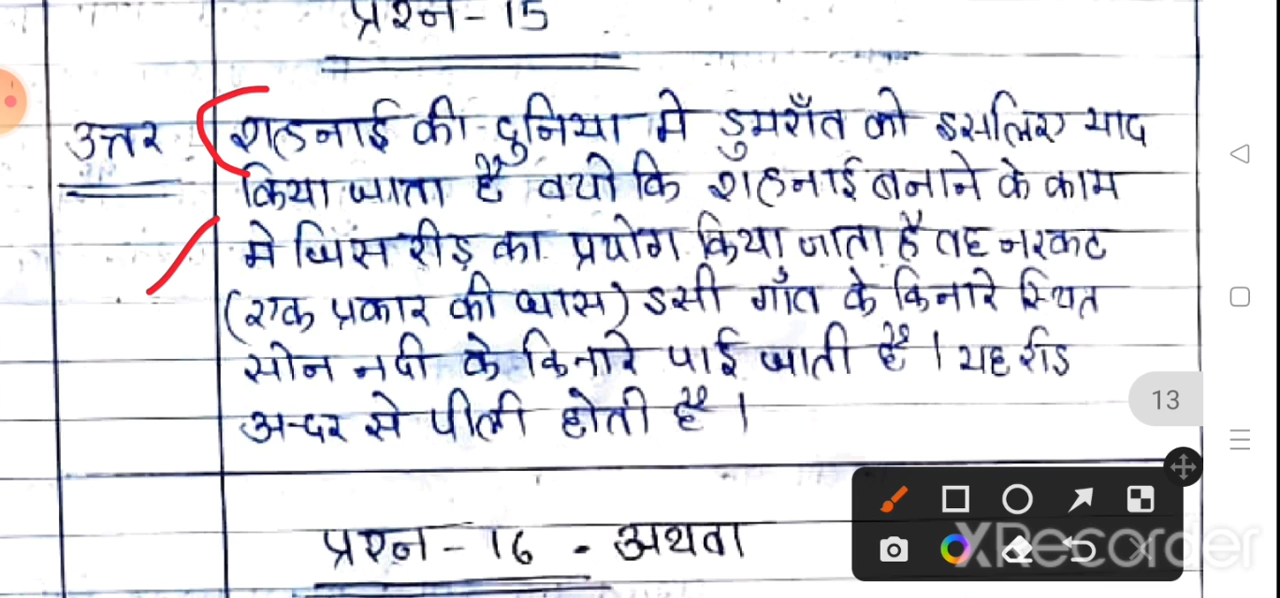 प्रश्न-15
उत्तर शहनाई की दुनिया मे डुमराँव को इसलिए याद
किया जाता है क्यो कि शहनाई बनाने के काम
मे जिस रीड़ का प्रयोग किया जाता है वह नरकट
(एक प्रकार की घास) इसी गाँव के किनारे स्थित
सोन नदी के किनारे पाई जाती है। यह रीड
अन्दर से पीली होती है।
13
प्रश्न-16 - अथवा
XRecorder